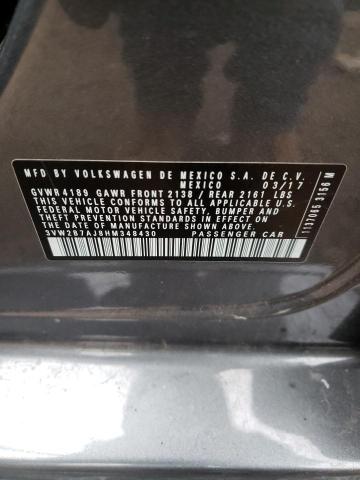 MFD BY VOLKSWAGEN DE MEXICO S.A. DE C.V.
MEXICO 03/17
GVWR 4189 GAWR FRONT 2138 / REAR 2161 LBS
THIS VEHICLE CONFORMS TO ALL APPLICABLE U.S.
FEDERAL MOTOR VEHICLE SAFETY, BUMPER AND
THEFT PREVENTION STANDARDS IN EFFECT ON
THE DATE OF MANUFACTURE SHOWN ABOVE.
3VW2B7AJ8HM348430 PASSENGER CAR
1137065 3156 M